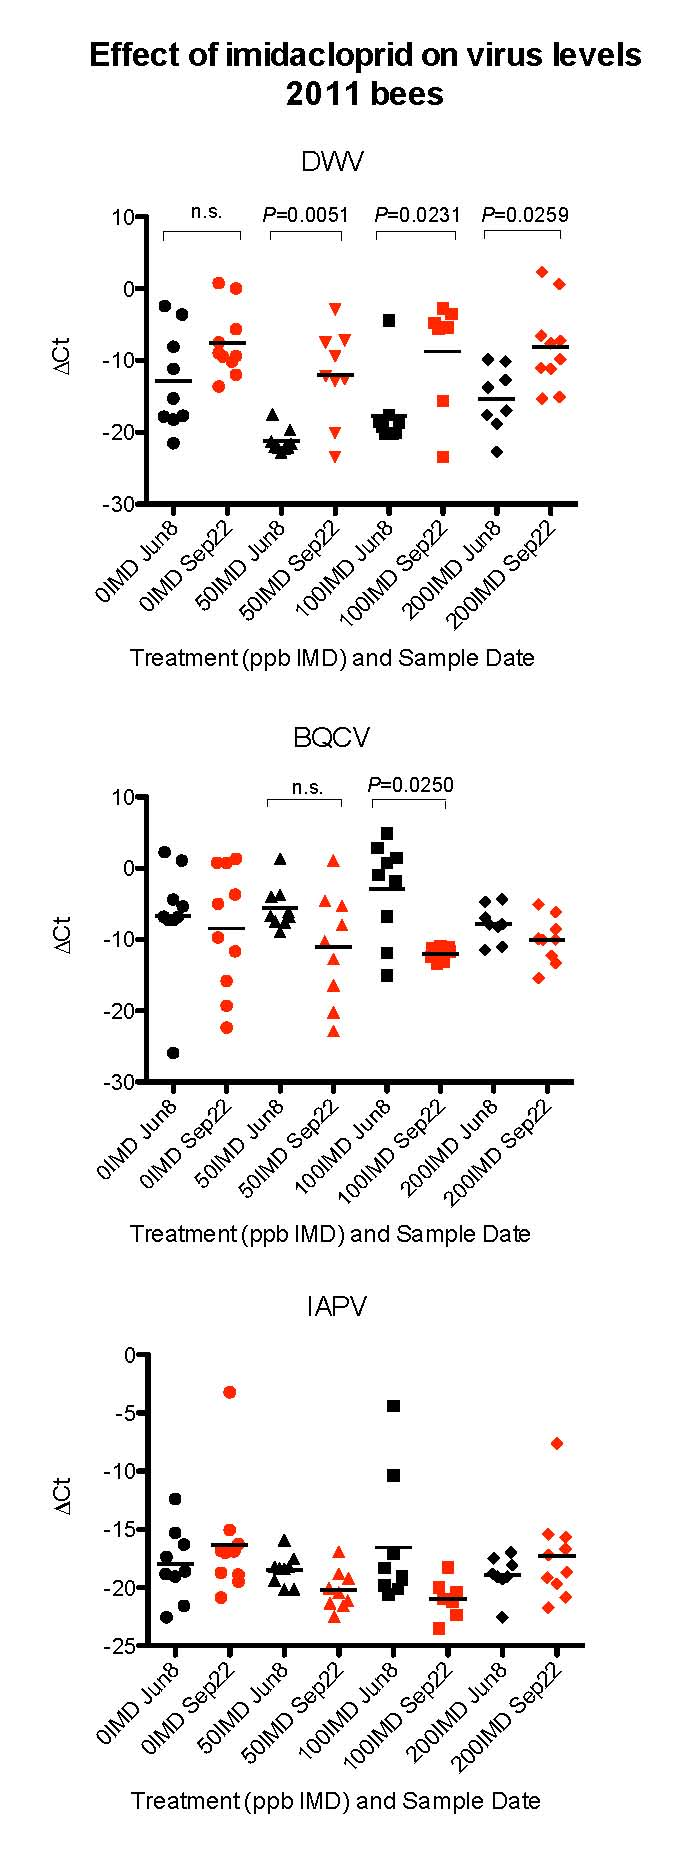 Effect of imidacloprid on virus levels
2011 bees
DWV
n.s.
P=0.0051
P=0.0231
P=0.0259
10
0
-10
-20
-30
ΔCt
0IMD Jun8
0IMD Sep22
50IMD Jun8
50IMD Sep22
100IMD Jun8
100IMD Sep22
200IMD Jun8
200IMD Sep22
Treatment (ppb IMD) and Sample Date
BQCV
n.s.
P=0.0250
10
0
-10
-20
-30
ΔCt
0IMD Jun8
0IMD Sep22
50IMD Jun8
50IMD Sep22
100IMD Jun8
100IMD Sep22
200IMD Jun8
200IMD Sep22
Treatment (ppb IMD) and Sample Date
IAPV
0
-5
-10
-15
-20
-25
ΔCt
0IMD Jun8
0IMD Sep22
50IMD Jun8
50IMD Sep22
100IMD Jun8
100IMD Sep22
200IMD Jun8
200IMD Sep22
Treatment (ppb IMD) and Sample Date